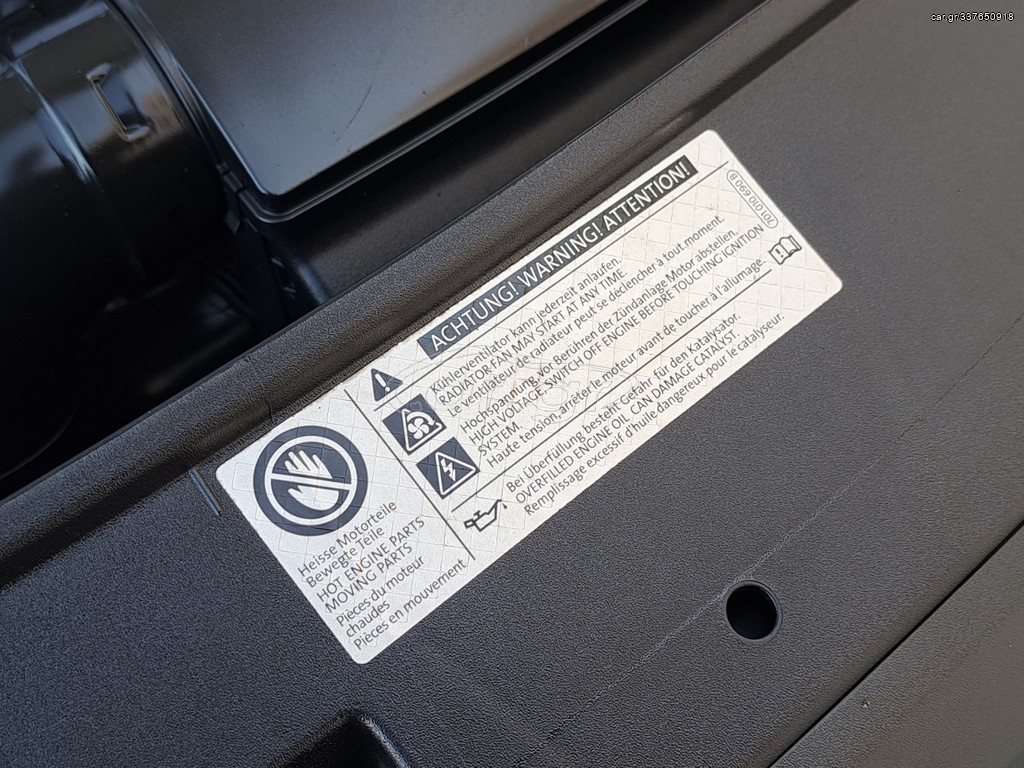 car.gr/337650918
ACHTUNG! WARNING! ATTENTION!
701 010 690 B
Kühlerventilator kann jederzeit anlaufen.
RADIATOR FAN MAY START AT ANY TIME
Le ventilateur de radiateur peut se déclencher à tout moment.
Hochspannung, vor Berühren der Zündanlage Motor abstellen.
HIGH VOLTAGE SWITCH OFF ENGINE BEFORE TOUCHING IGNITION
SYSTEM.
Haute tension, arreter le moteur avant de toucher à l'allumage.
Bei Überfüllung besteht Gefahr für den Katalysator.
OVERFILLED ENGINE OIL CAN DAMAGE CATALYST.
Remplissage excessif d'huile dangereux pour le catalyseur.
Heisse Motorteile
Bewegte Teile
HOT ENGINE PARTS
MOVING PARTS
Pièces du moteur
chaudes
Pièces en mouvement